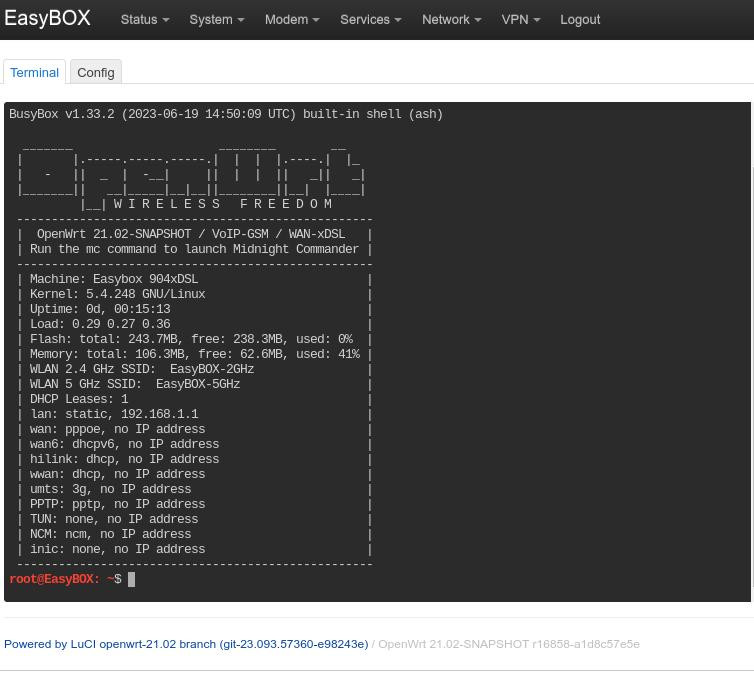 EasyBOX Status System Modem Services Network VPN Logout
Terminal Config
BusyBox v1.33.2 (2023-06-19 14:50:09 UTC) built-in shell (ash)
|__| W I R E L E S S   F R E E D O M
-------------------------------------------------
| OpenWrt 21.02-SNAPSHOT / VoIP-GSM / WAN-xDSL |
| Run the mc command to launch Midnight Commander |
-------------------------------------------------
| Machine: Easybox 904xDSL |
| Kernel: 5.4.248 GNU/Linux |
| Uptime: 0d, 00:15:13 |
| Load: 0.29 0.27 0.36 |
| Flash: total: 243.7MB, free: 238.3MB, used: 0% |
| Memory: total: 106.3MB, free: 62.6MB, used: 41% |
| WLAN 2.4 GHz SSID:  EasyBOX-2GHz |
| WLAN 5 GHz SSID:  EasyBOX-5GHz |
| DHCP Leases: 1 |
| lan: static, 192.168.1.1 |
| wan: pppoe, no IP address |
| wan6: dhcpv6, no IP address |
| hilink: dhcp, no IP address |
| wwan: dhcp, no IP address |
| umts: 3g, no IP address |
| PPTP: pptp, no IP address |
| TUN: none, no IP address |
| NCM: ncm, no IP address |
| inic: none, no IP address |
-------------------------------------------------
root@EasyBOX: ~$
Powered by LuCI openwrt-21.02 branch (git-23.093.57360-e98243e) / OpenWrt 21.02-SNAPSHOT r16858-a1d8c57e5e